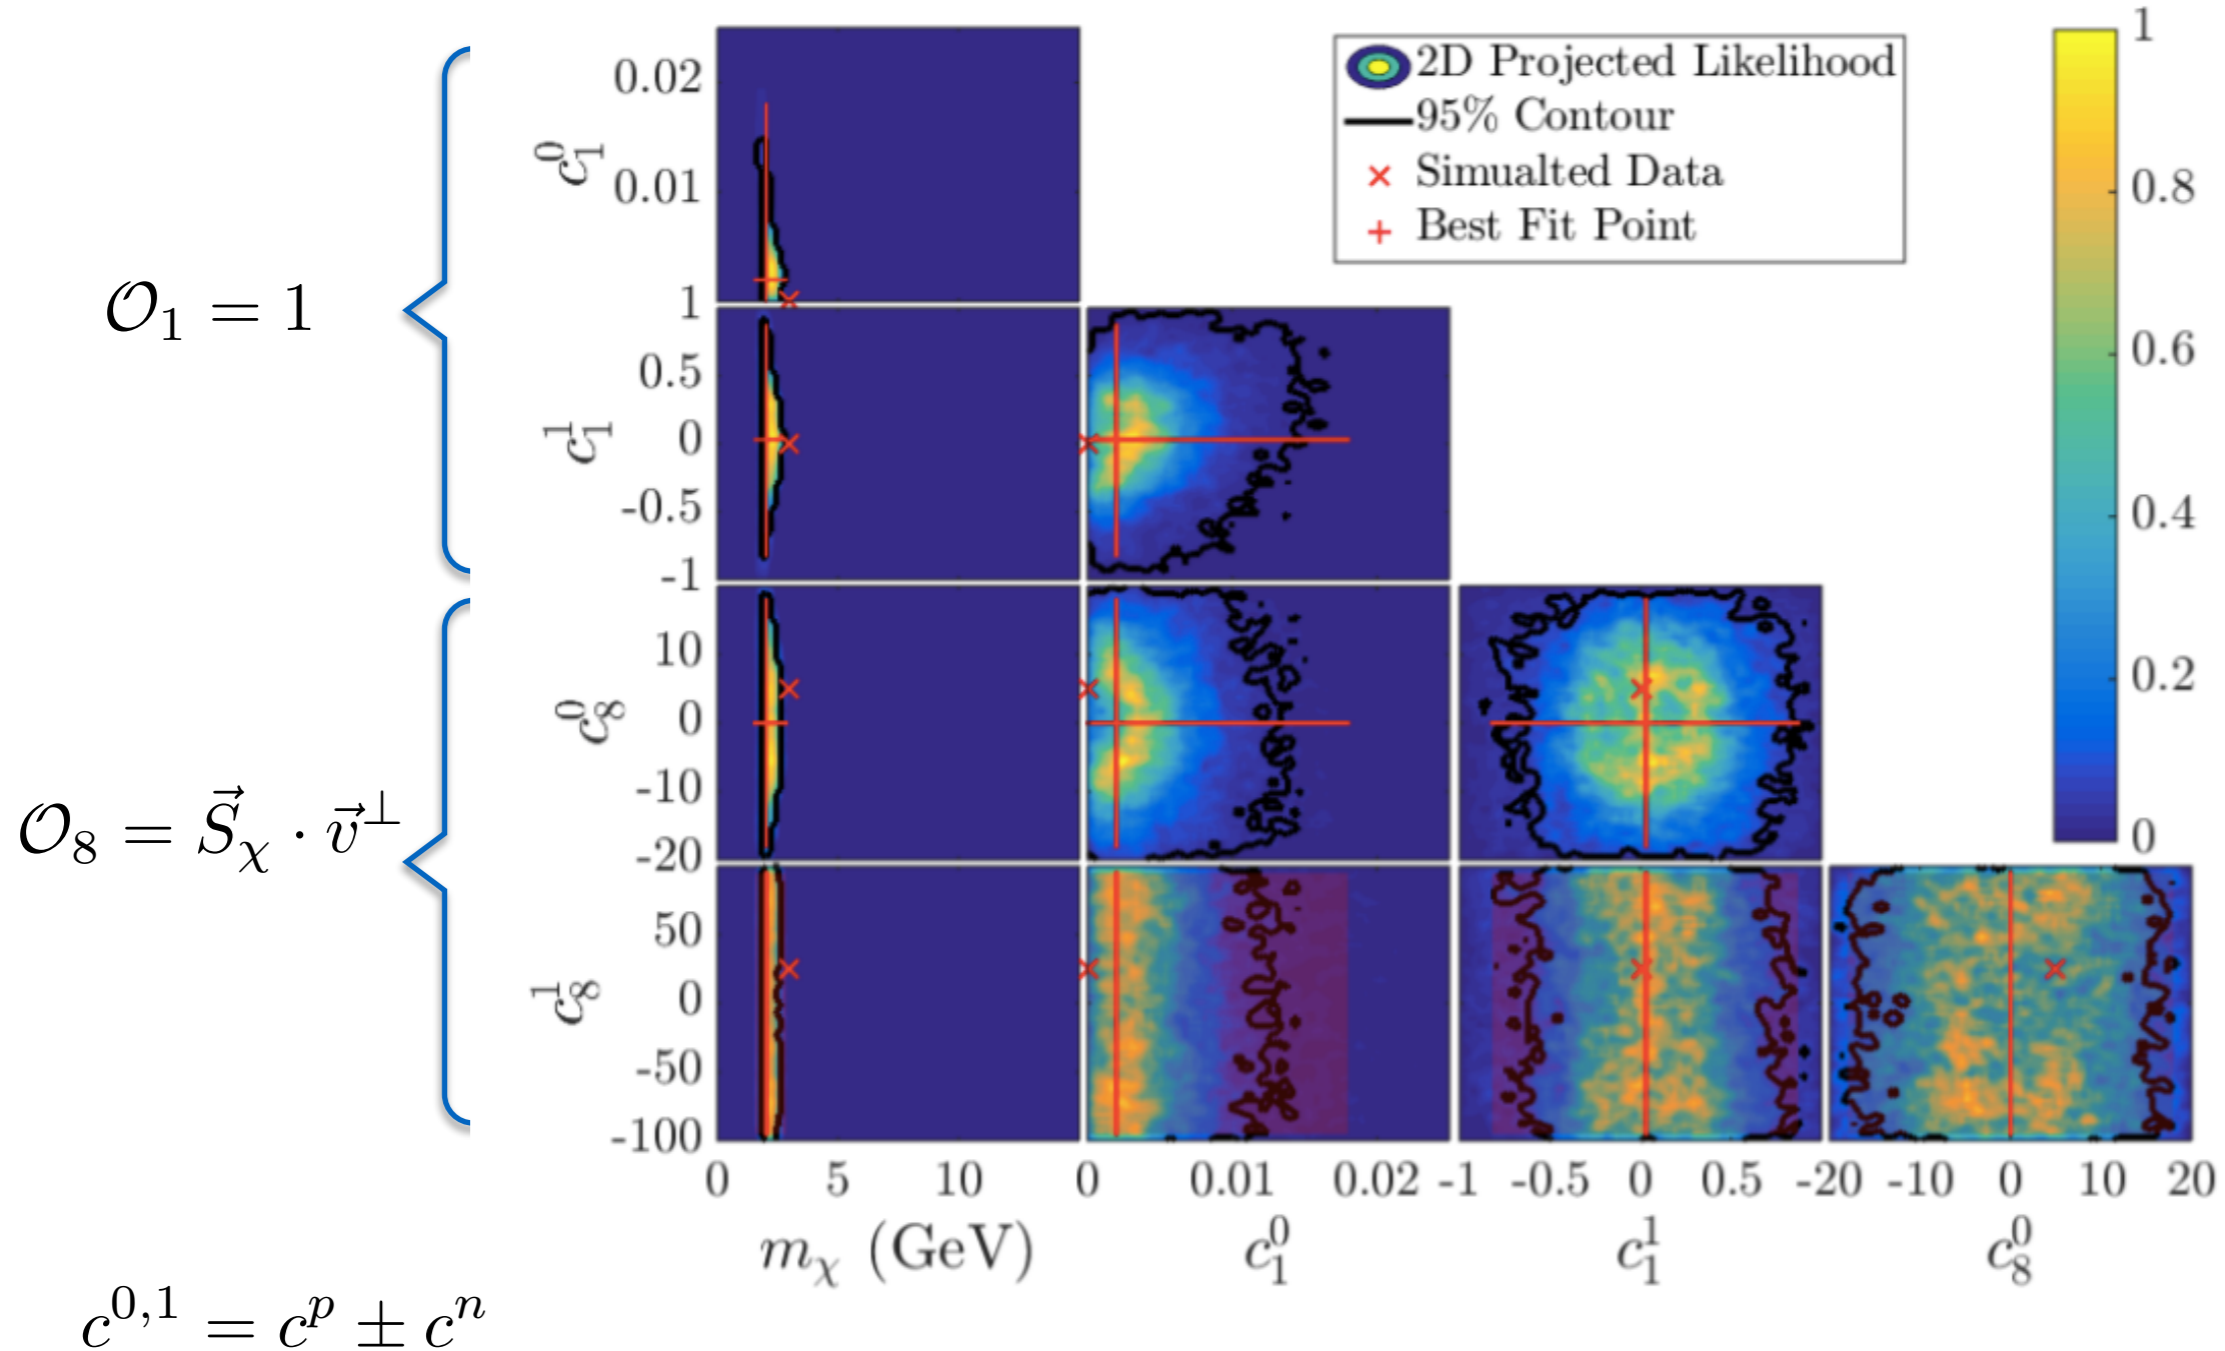 2D Projected Likelihood
95% Contour
Simualted Data
Best Fit Point
1
0.8
0.6
0.4
0.2
0
𝒪₁ = 1
𝒪₈ = S⃗_χ · v⃗^⊥
c^{0,1} = c^p ± c^n
c₁⁰
0.02
0.01
c₁¹
1
0.5
0
-0.5
-1
c₈⁰
10
0
-10
-20
c₈¹
50
0
-50
-100
0 5 10
0 0.01 0.02
-1 -0.5 0 0.5
-20 -10 0 10 20
m_χ (GeV)
c₁⁰
c₁¹
c₈⁰